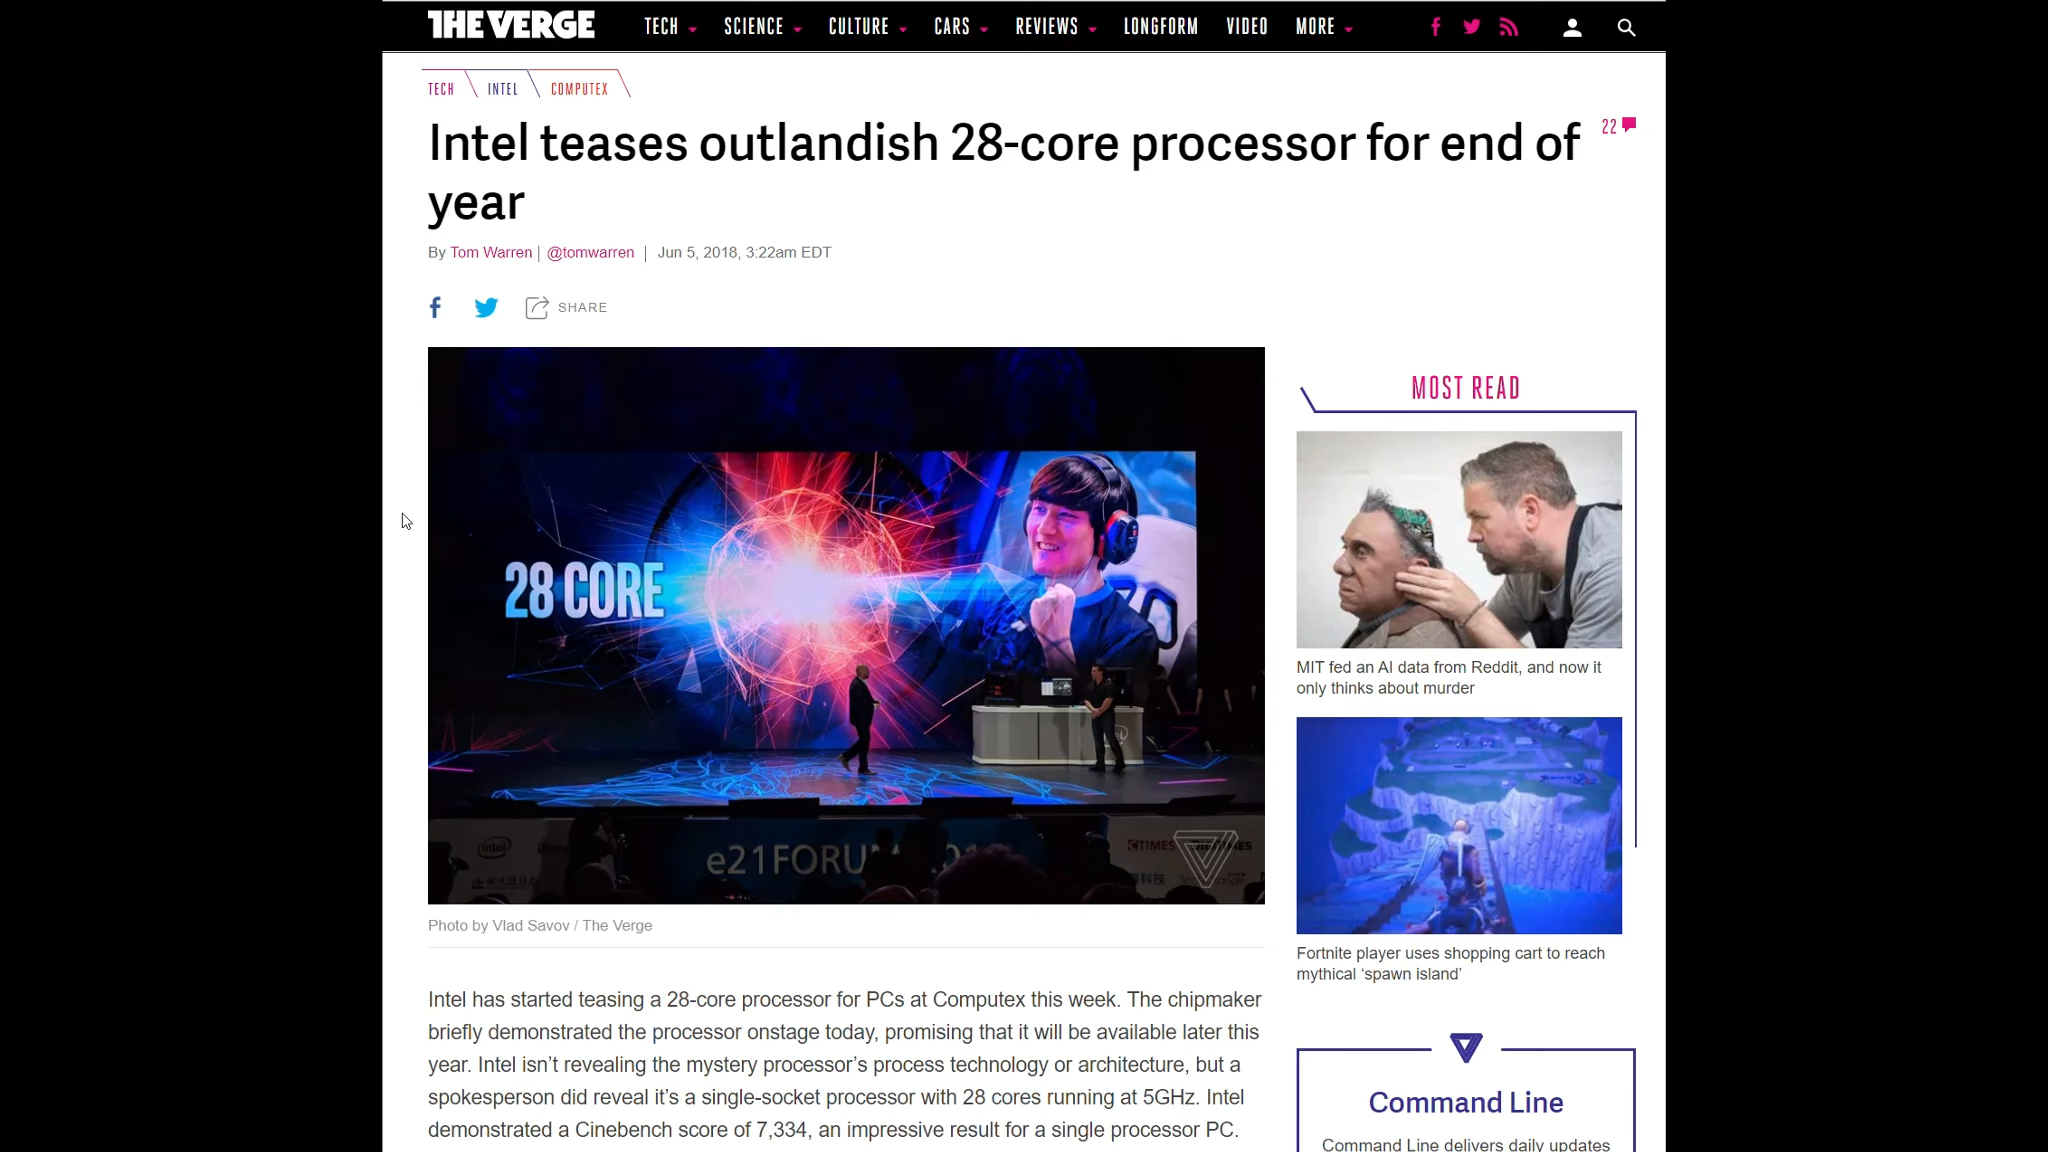 THE VERGE
TECH SCIENCE CULTURE CARS REVIEWS LONGFORM VIDEO MORE
TECH INTEL COMPUTEX
Intel teases outlandish 28-core processor for end of
year
22
By Tom Warren | @tomwarren | Jun 5, 2018, 3:22am EDT
SHARE
28 CORE
intel
e21FORUM
CTIMES
Photo by Vlad Savov / The Verge
Intel has started teasing a 28-core processor for PCs at Computex this week. The chipmaker
briefly demonstrated the processor onstage today, promising that it will be available later this
year. Intel isn’t revealing the mystery processor’s process technology or architecture, but a
spokesperson did reveal it’s a single-socket processor with 28 cores running at 5GHz. Intel
demonstrated a Cinebench score of 7,334, an impressive result for a single processor PC.
MOST READ
MIT fed an AI data from Reddit, and now it
only thinks about murder
Fortnite player uses shopping cart to reach
mythical ‘spawn island’
Command Line
Command Line delivers daily updates